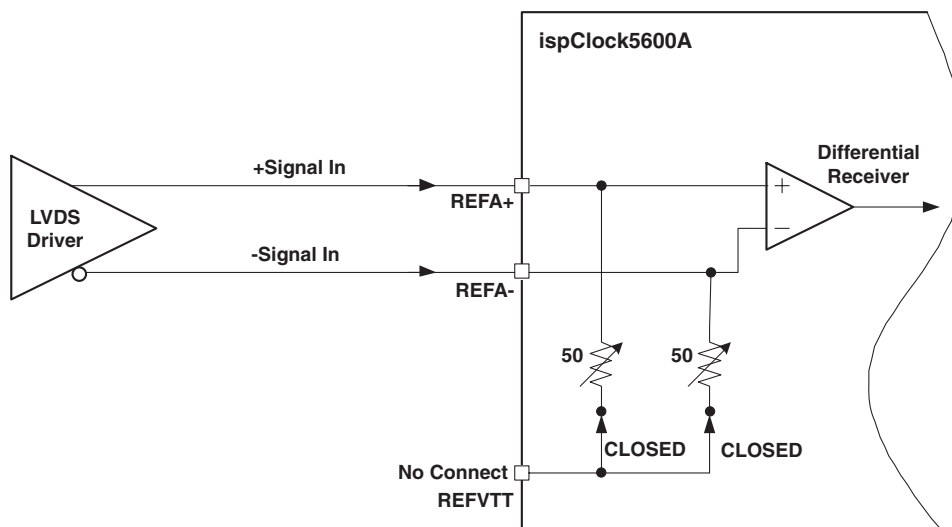 ispClock5600A
+Signal In
REFA+
LVDS
Driver
-Signal In
REFA-
Differential
Receiver
+
–
50
50
CLOSED
CLOSED
No Connect
REFVTT